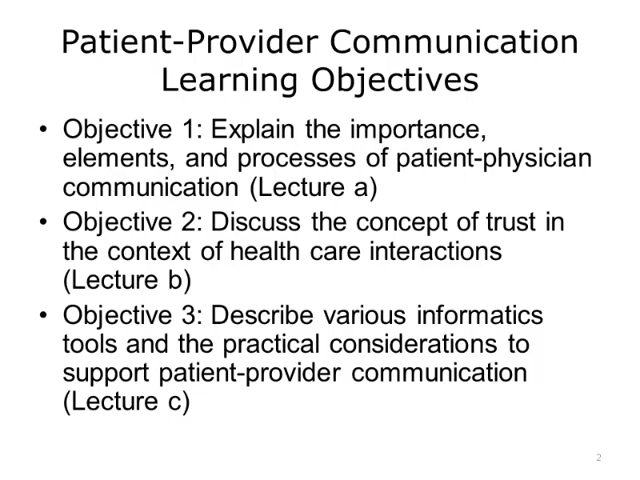 Patient-Provider Communication
Learning Objectives
• Objective 1: Explain the importance,
elements, and processes of patient-physician
communication (Lecture a)
• Objective 2: Discuss the concept of trust in
the context of health care interactions
(Lecture b)
• Objective 3: Describe various informatics
tools and the practical considerations to
support patient-provider communication
(Lecture c)
2